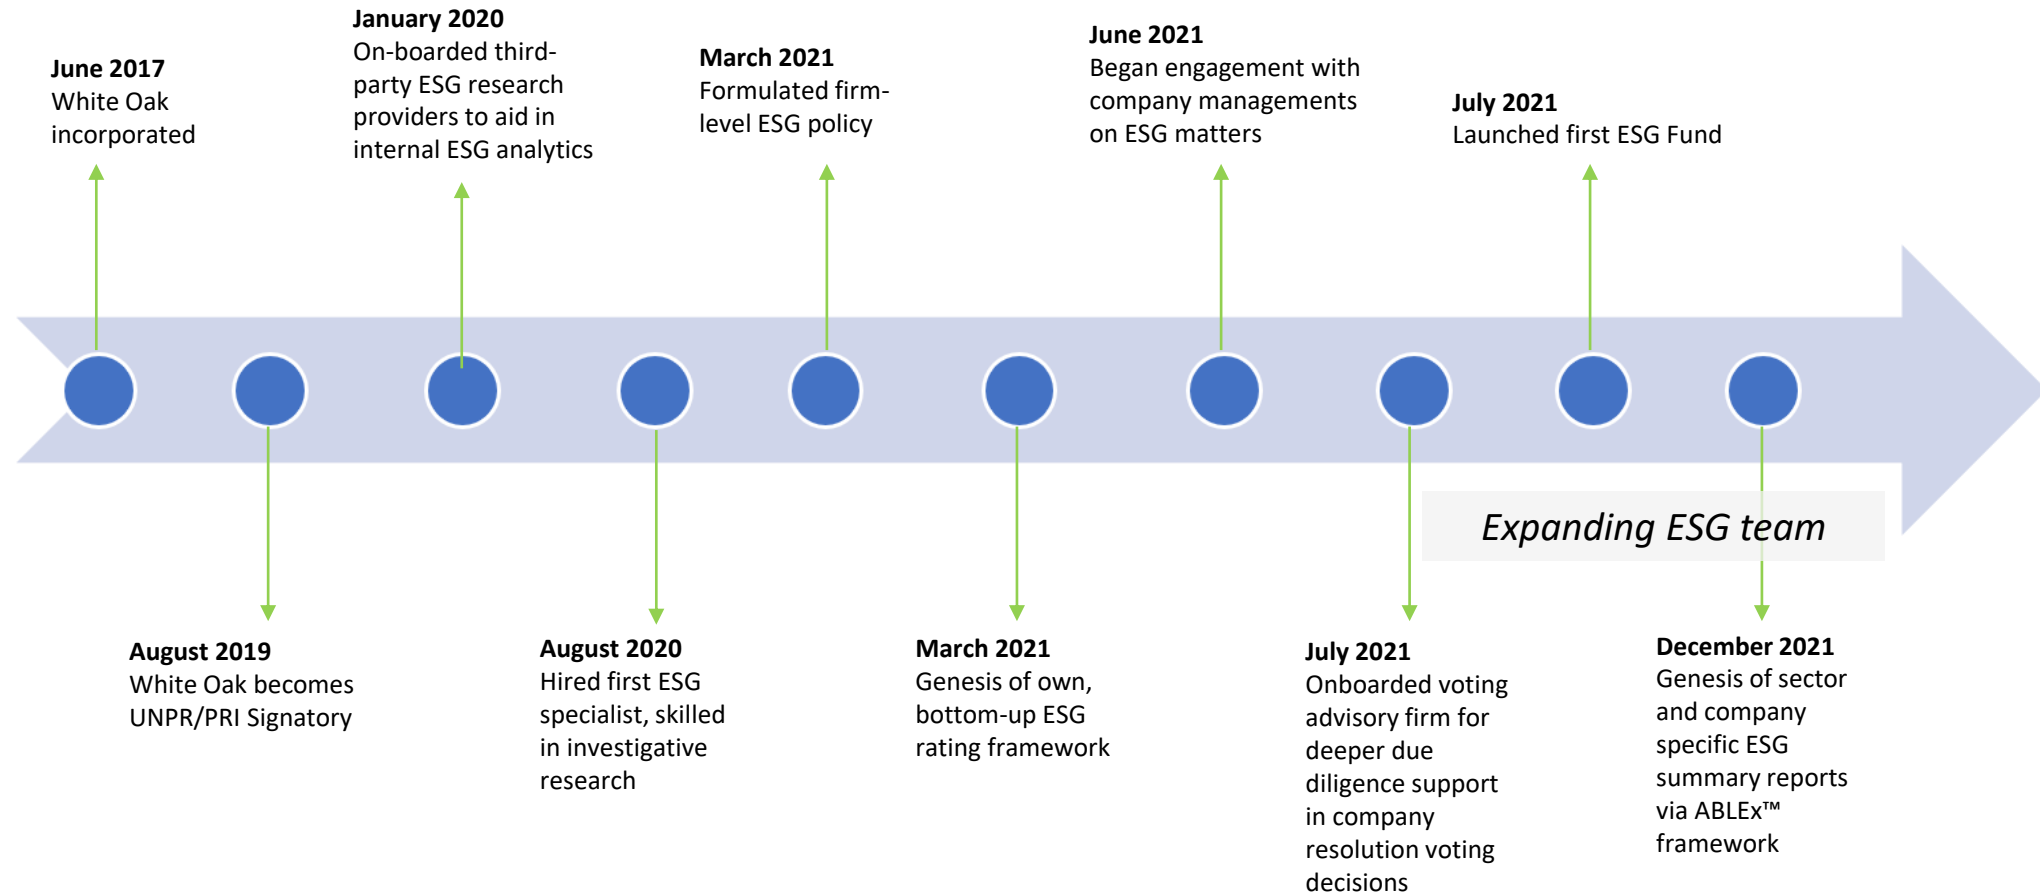 June 2017
White Oak
incorporated
January 2020
On-boarded third-
party ESG research
providers to aid in
internal ESG analytics
March 2021
Formulated firm-
level ESG policy
June 2021
Began engagement with
company managements
on ESG matters
July 2021
Launched first ESG Fund
Expanding ESG team
August 2019
White Oak becomes
UNPR/PRI Signatory
August 2020
Hired first ESG
specialist, skilled
in investigative
research
March 2021
Genesis of own,
bottom-up ESG
rating framework
July 2021
Onboarded voting
advisory firm for
deeper due
diligence support
in company
resolution voting
decisions
December 2021
Genesis of sector
and company
specific ESG
summary reports
via ABLEx™
framework